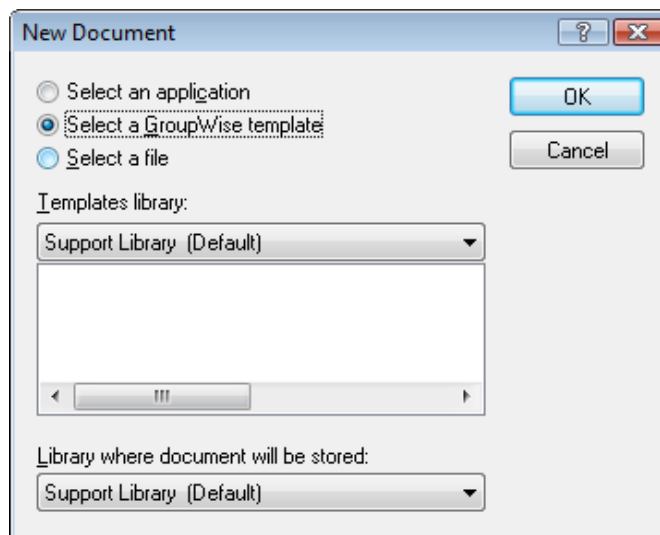 New Document
Select an application
OK
Select a GroupWise template
Cancel
Select a file
Templates library:
Support Library (Default)
Library where document will be stored:
Support Library (Default)